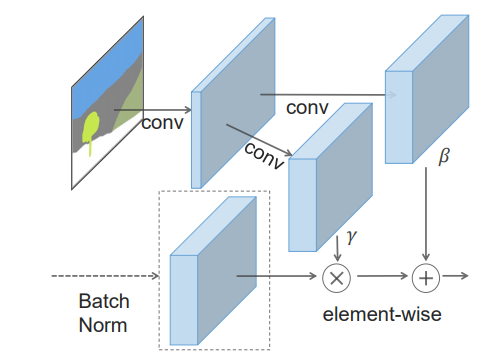 conv
conv
conv
β
γ
×
+
Batch
Norm
element-wise